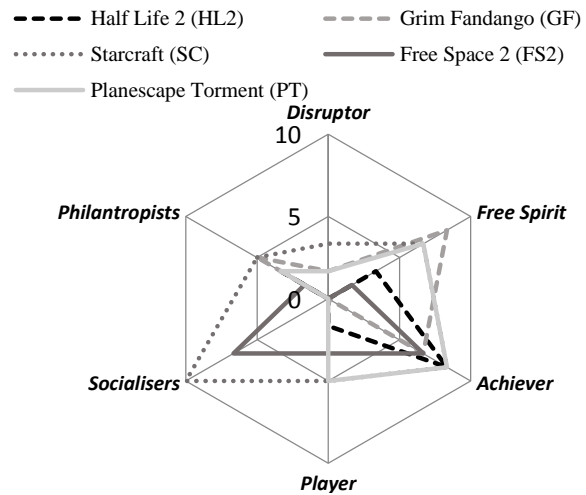 Half Life 2 (HL2)
Grim Fandango (GF)
Starcraft (SC)
Free Space 2 (FS2)
Planescape Torment (PT)
Disruptor
10
Philantropists
Free Spirit
5
0
Socialisers
Achiever
Player